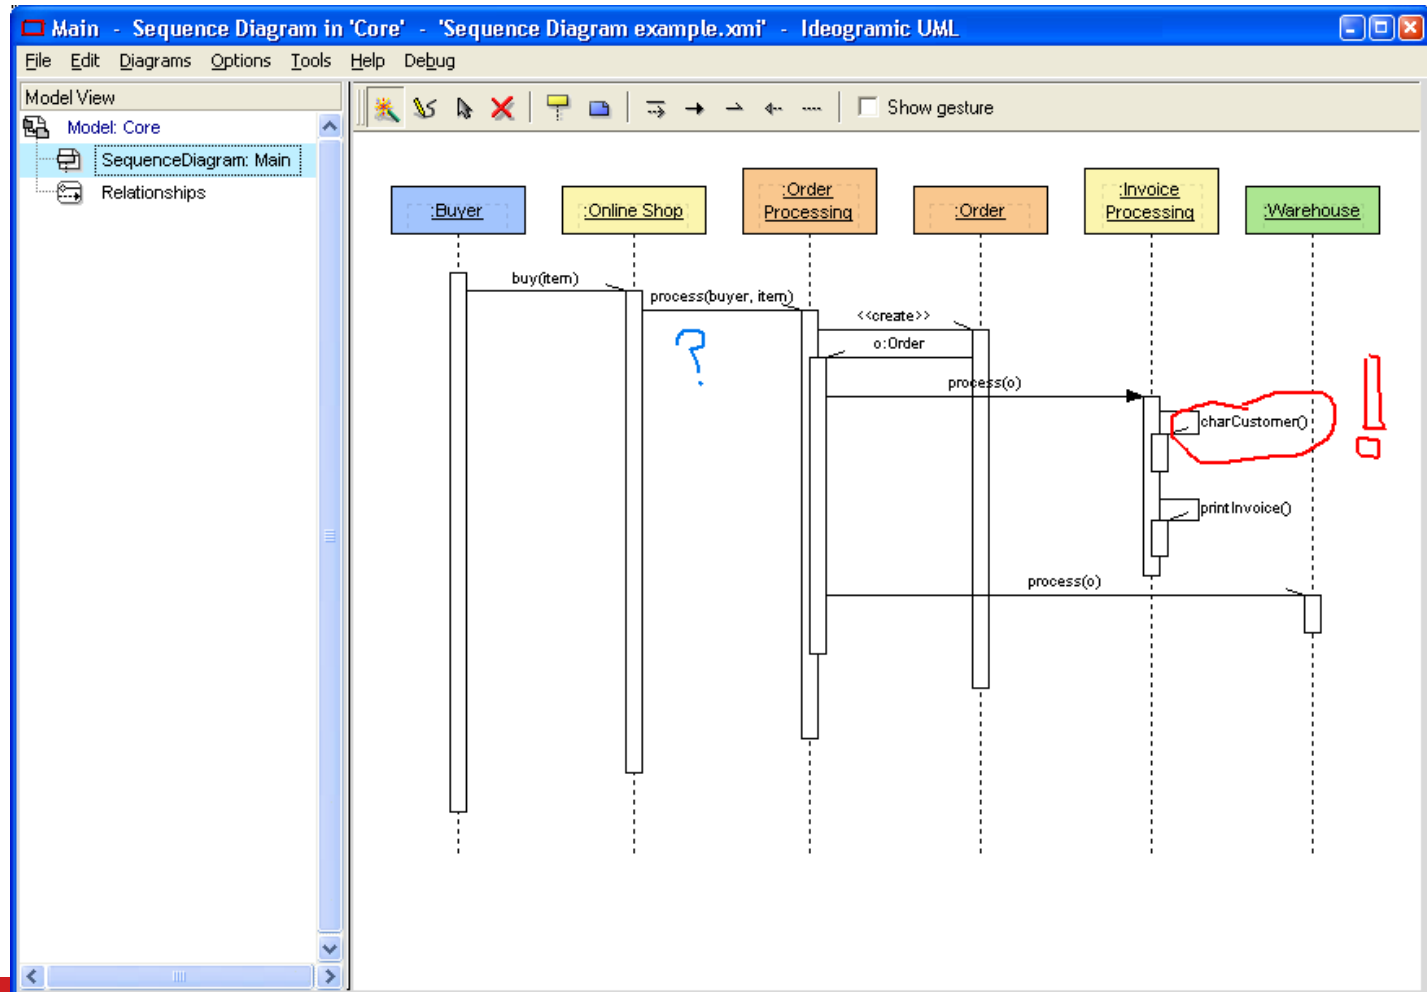 Main - Sequence Diagram in 'Core' - 'Sequence Diagram example.xmi' - Ideogramic UML
File Edit Diagrams Options Tools Help Debug
Model View
Model: Core
SequenceDiagram: Main
Relationships
Show gesture
:Buyer
:Online Shop
:Order
Processing
:Order
:Invoice
Processing
:Warehouse
buy(item)
process(buyer, item)
<<create>>
o:Order
?
process(o)
charCustomer()
!
printInvoice()
process(o)